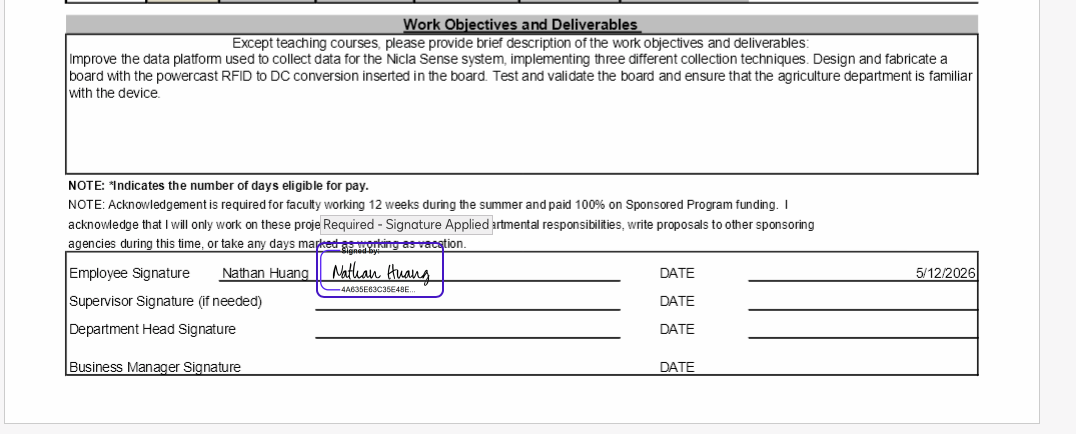 Work Objectives and Deliverables
Except teaching courses, please provide brief description of the work objectives and deliverables:
Improve the data platform used to collect data for the Nicla Sense system, implementing three different collection techniques. Design and fabricate a
board with the powercast RFID to DC conversion inserted in the board. Test and validate the board and ensure that the agriculture department is familiar
with the device.
NOTE: *Indicates the number of days eligible for pay.
NOTE: Acknowledgement is required for faculty working 12 weeks during the summer and paid 100% on Sponsored Program funding. I
acknowledge that I will only work on these proje Required - Signature Applied artmental responsibilities, write proposals to other sponsoring
agencies during this time, or take any days marked as working as vacation.
Signed by:
Employee Signature Nathan Huang Nathan Huang DATE 5/12/2026
4A635E63C35E48E...
Supervisor Signature (if needed) DATE
Department Head Signature DATE
Business Manager Signature DATE